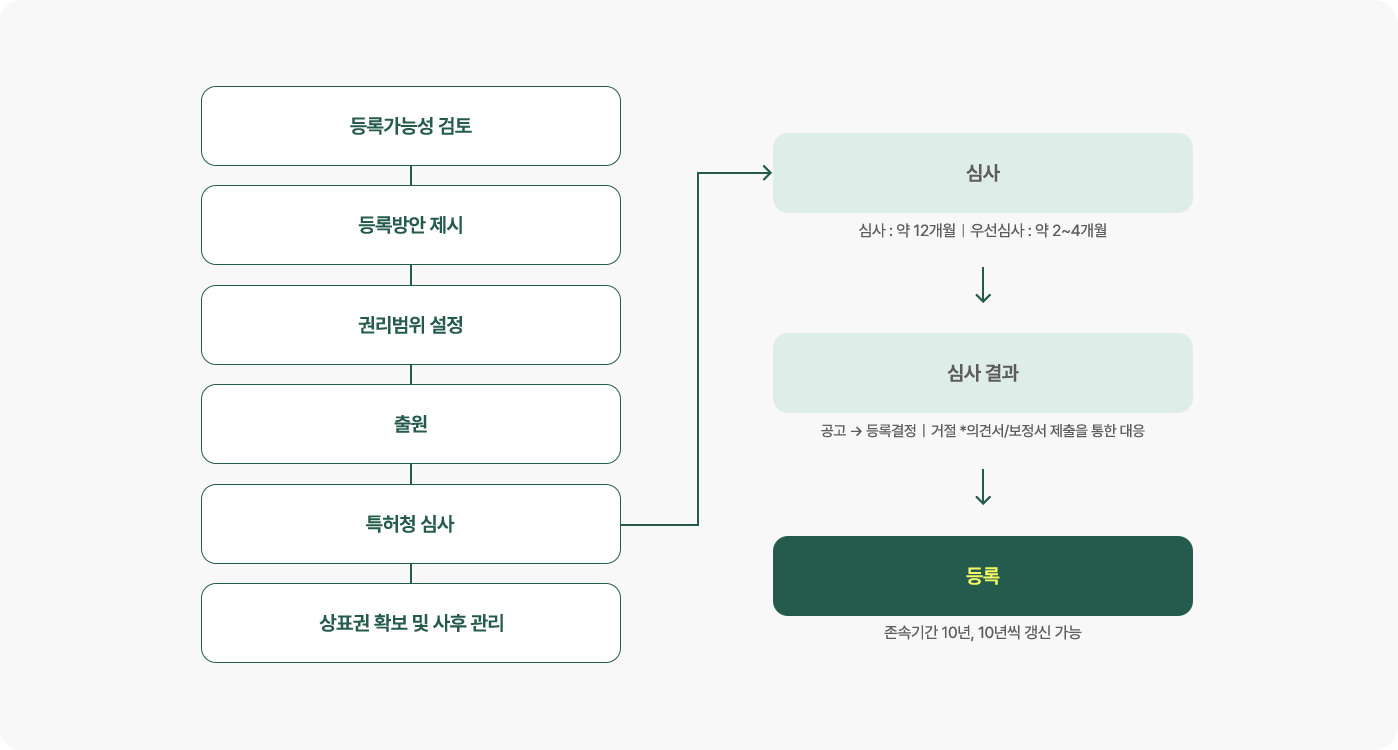 등록가능성 검토
등록방안 제시
권리범위 설정
출원
특허청 심사
상표권 확보 및 사후 관리
심사
심사 : 약 12개월 | 우선심사 : 약 2~4개월
심사 결과
공고 → 등록결정 | 거절 *의견서/보정서 제출을 통한 대응
등록
존속기간 10년, 10년씩 갱신 가능